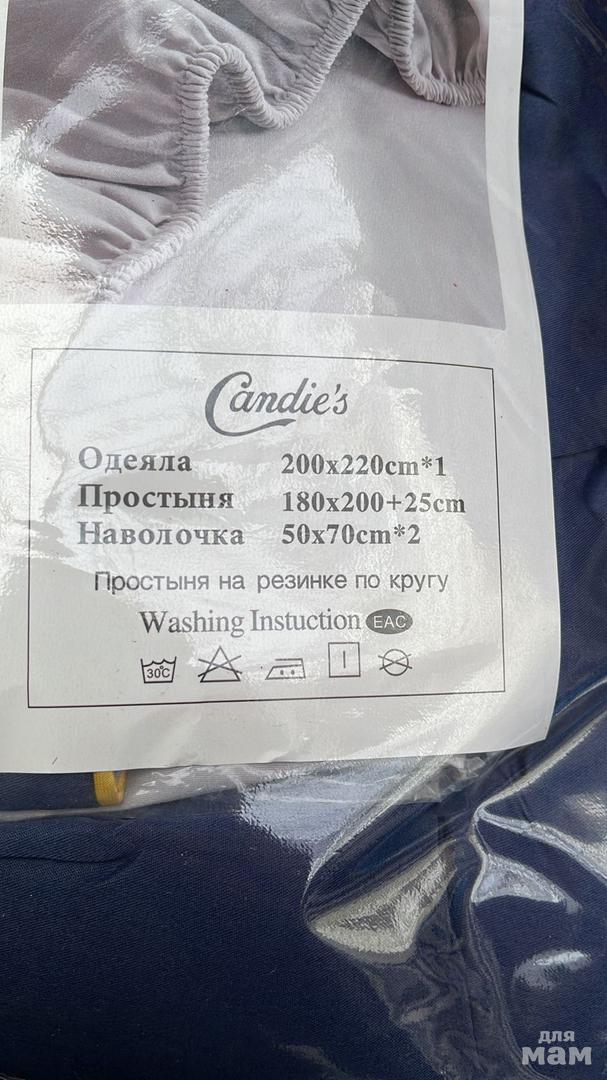 Candie's
Одеяла 200x220cm*1
Простыня 180x200+25cm
Наволочка 50x70cm*2
Простыня на резинке по кругу
Washing Instuction EAC
30°C
для
мам